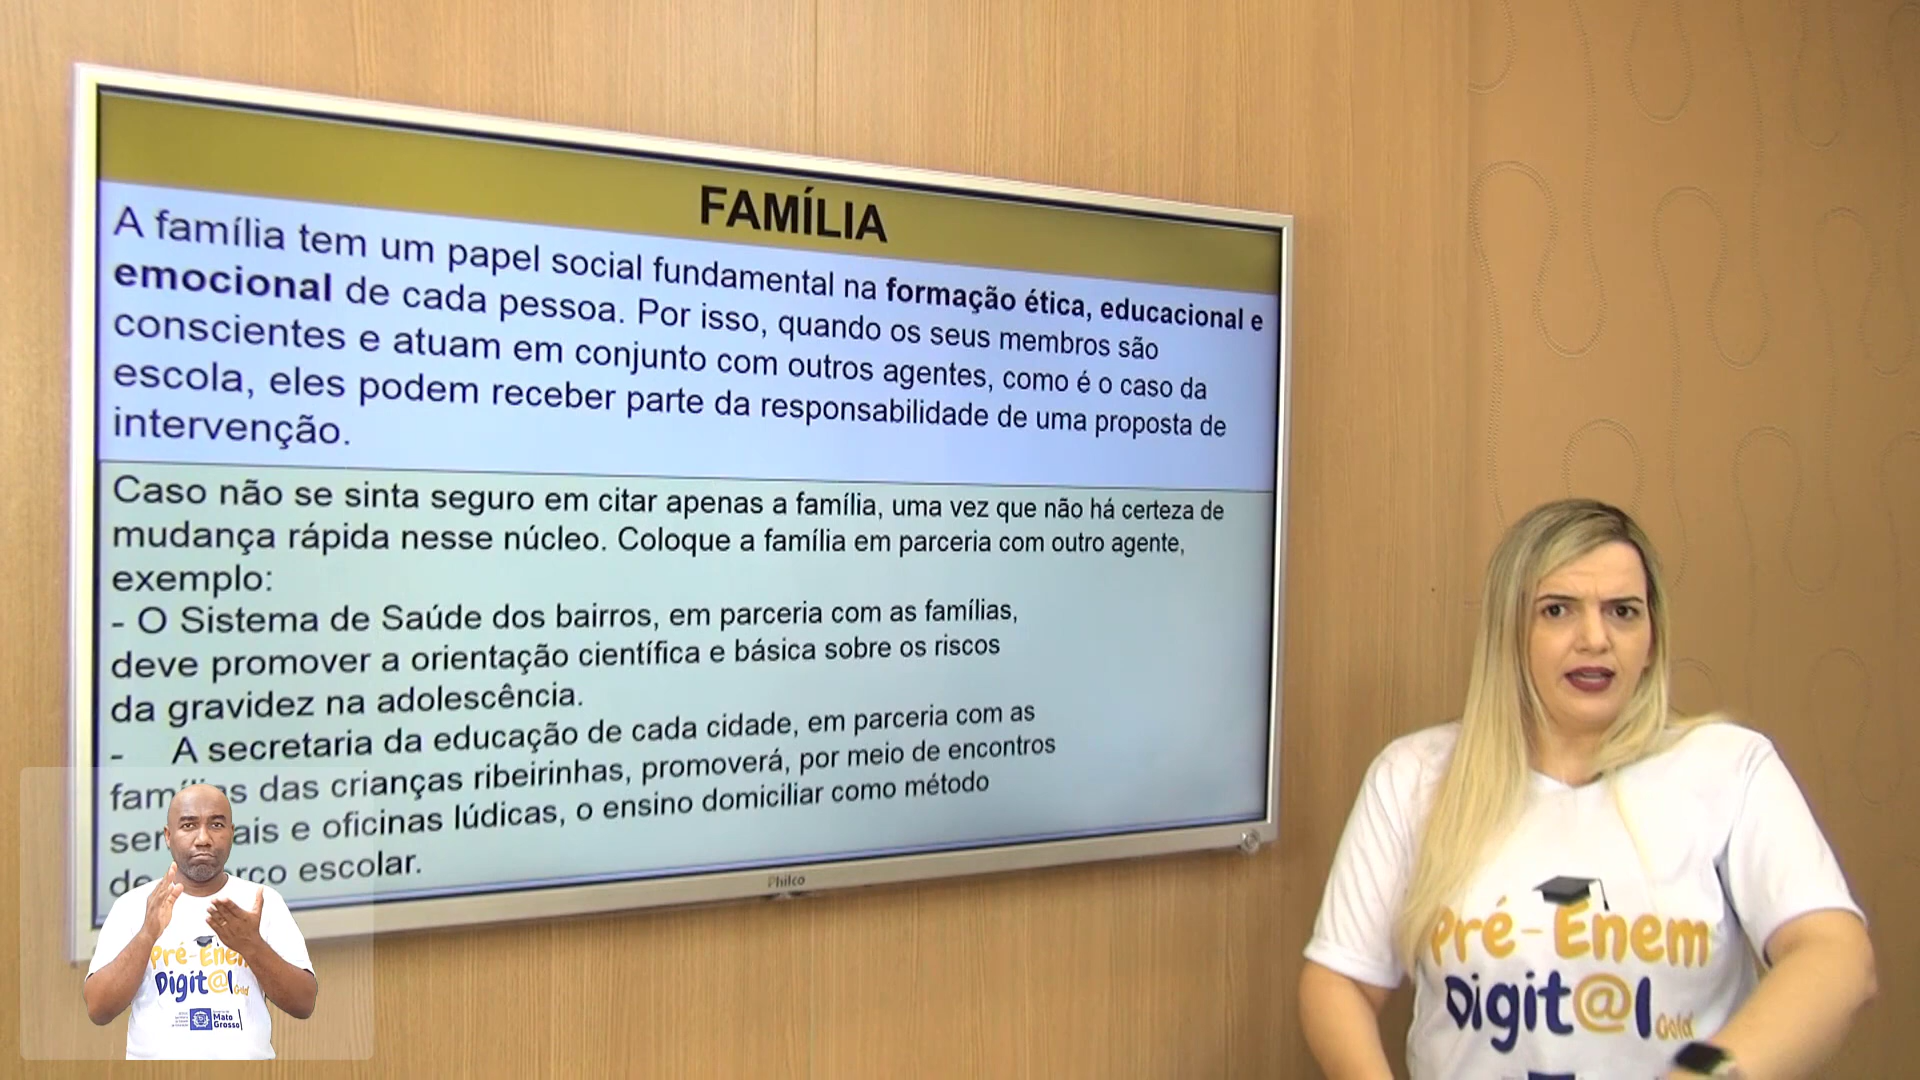 FAMÍLIA
A família tem um papel social fundamental na formação ética, educacional e
emocional de cada pessoa. Por isso, quando os seus membros são
conscientes e atuam em conjunto com outros agentes, como é o caso da
escola, eles podem receber parte da responsabilidade de uma proposta de
intervenção.
Caso não se sinta seguro em citar apenas a família, uma vez que não há certeza de
mudança rápida nesse núcleo. Coloque a família em parceria com outro agente,
exemplo:
- O Sistema de Saúde dos bairros, em parceria com as famílias,
deve promover a orientação científica e básica sobre os riscos
da gravidez na adolescência.
- A secretaria da educação de cada cidade, em parceria com as
famílias das crianças ribeirinhas, promoverá, por meio de encontros
e oficinas lúdicas, o ensino domiciliar como método
escolar.
Philco
Pré-Enem
Digit@l
Gold
Mato
Grosso
Pré-Enem
Digit@l
Gold